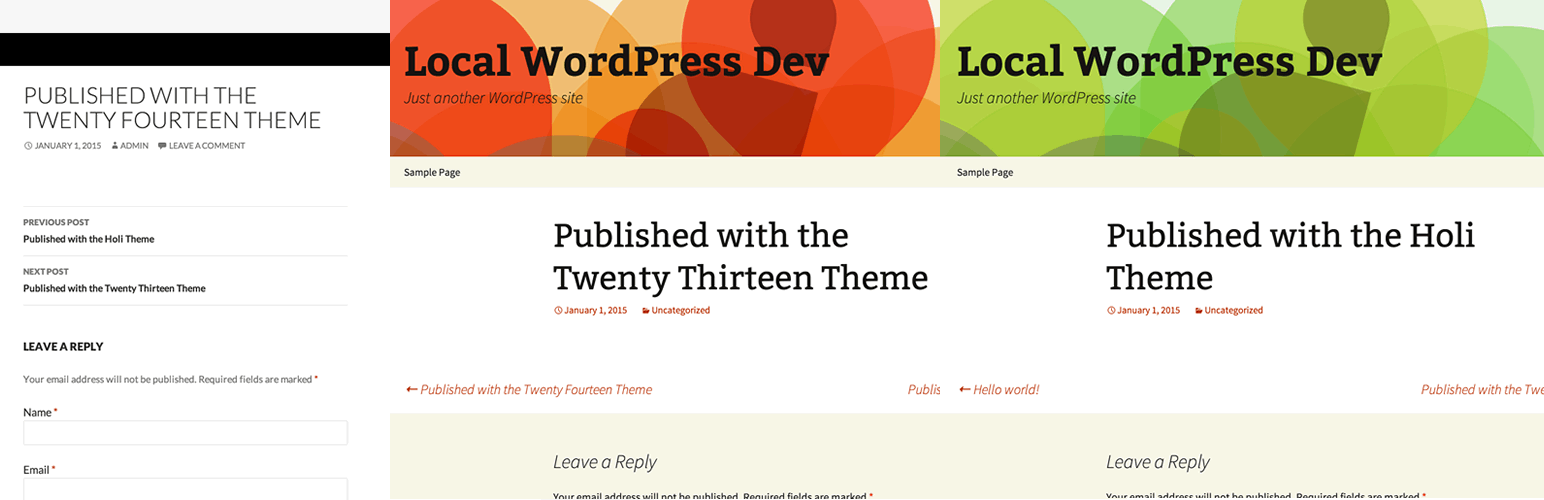 PUBLISHED WITH THE
TWENTY FOURTEEN THEME
JANUARY 1, 2015 ADMIN LEAVE A COMMENT
PREVIOUS POST
Published with the Holi Theme
NEXT POST
Published with the Twenty Thirteen Theme
LEAVE A REPLY
Your email address will not be published. Required fields are marked *
Name *
Email *
Local WordPress Dev
Just another WordPress site
Sample Page
Published with the
Twenty Thirteen Theme
January 1, 2015 Uncategorized
← Published with the Twenty Fourteen Theme Publis
Leave a Reply
Your email address will not be published. Required fields are marked *
Local WordPress Dev
Just another WordPress site
Sample Page
Published with the Holi
Theme
January 1, 2015 Uncategorized
← Hello world! Published with the Twe
Leave a Reply
Your email address will not be published. Required fields are marked *